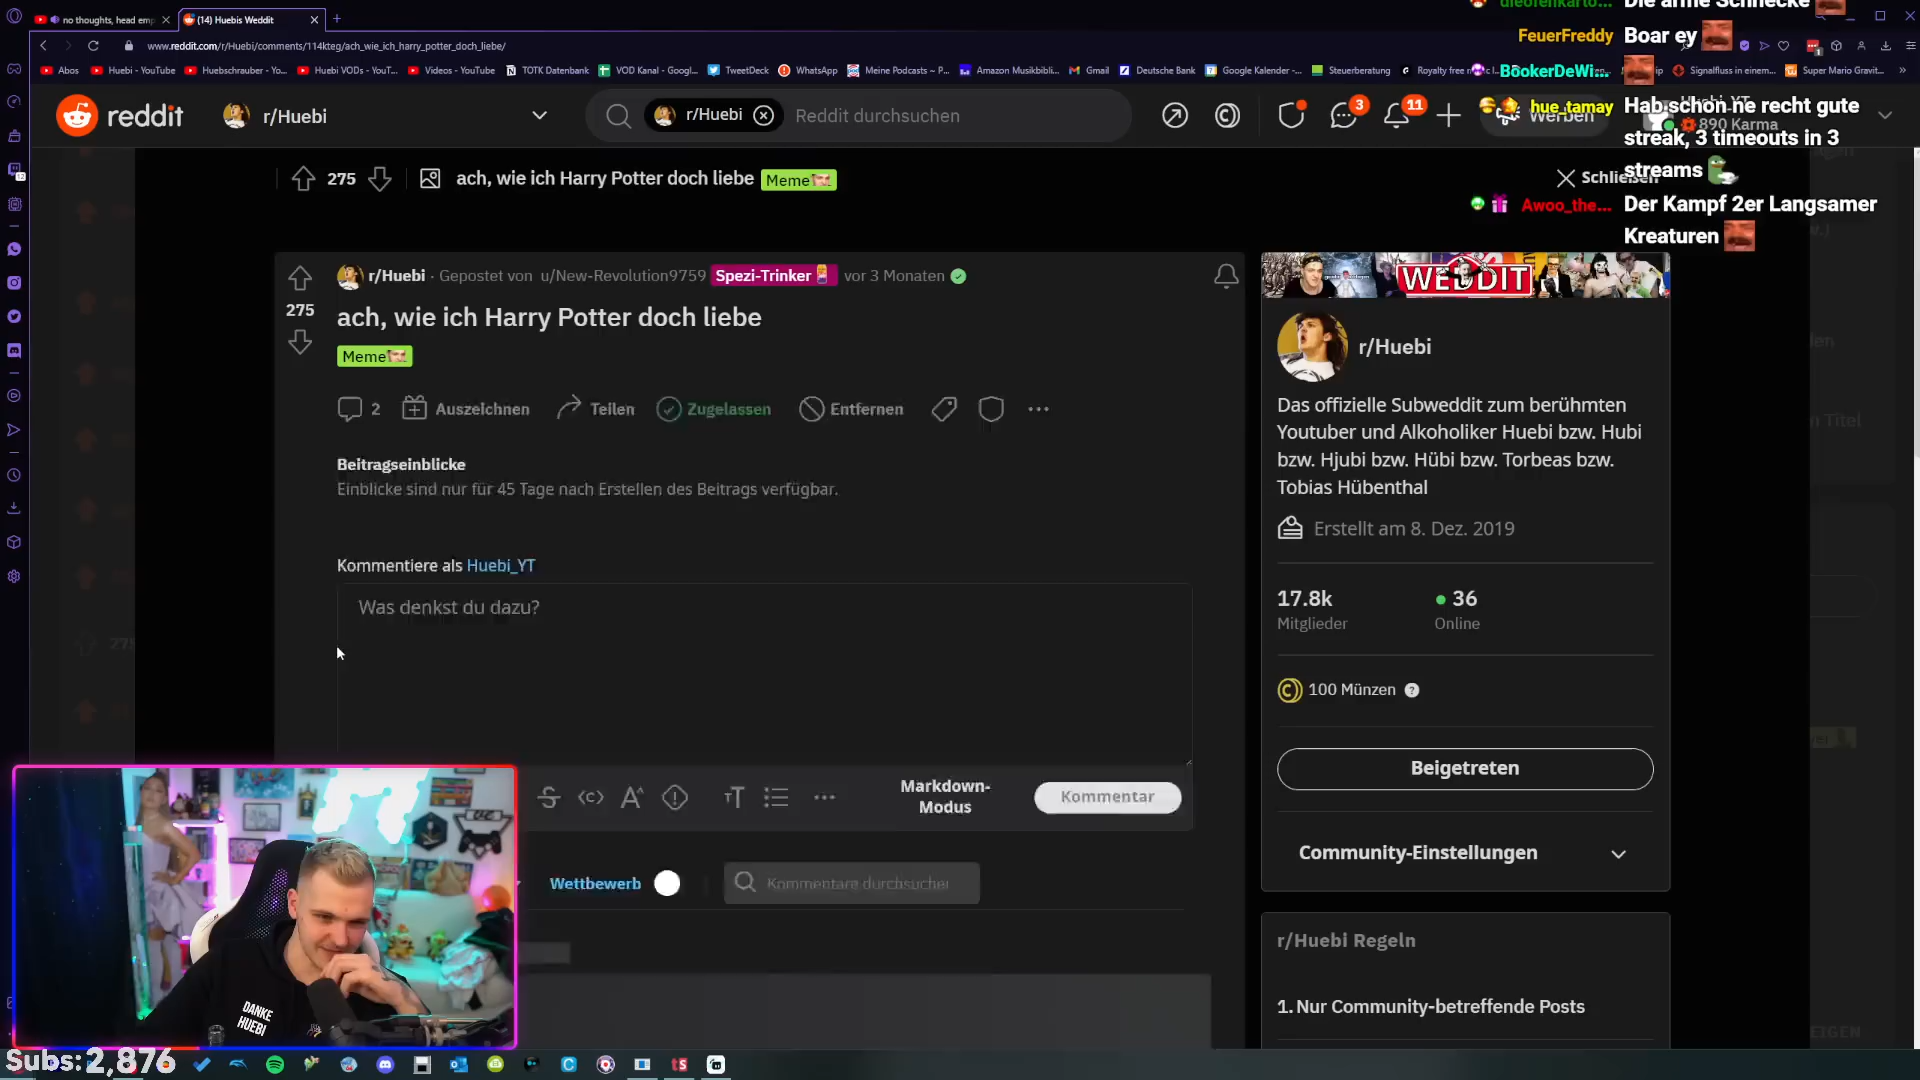 no thoughts, head emp
(14) Huebis Weddit
www.reddit.com/r/Huebi/comments/114kteg/ach_wie_ich_harry_potter_doch_liebe/
Abos
Huebi - YouTube
Huebschrauber - Yo...
Huebi VODs - YouT...
Videos - YouTube
TOTK Datenbank
VOD Kanal - Googl...
TweetDeck
WhatsApp
Meine Podcasts ~ P...
Amazon Musikbibli...
Gmail
Deutsche Bank
Google Kalender -...
Steuerberatung
Signalfluss in einem...
Super Mario Gravit...
reddit
r/Huebi
r/Huebi
Reddit durchsuchen
3
11
Werben
890 Karma
Die arme Schnecke
FeuerFreddy Boar ey
BookerDeWi...
hue_tamay Hab schon ne recht gute
streak, 3 timeouts in 3
streams
Awoo_the... Der Kampf 2er Langsamer
Kreaturen
275
ach, wie ich Harry Potter doch liebe
Meme
Schließen
r/Huebi · Gepostet von u/New-Revolution9759 Spezi-Trinker vor 3 Monaten
275
ach, wie ich Harry Potter doch liebe
Meme
2
Auszeichnen
Teilen
Zugelassen
Entfernen
Beitragseinblicke
Einblicke sind nur für 45 Tage nach Erstellen des Beitrags verfügbar.
Kommentiere als Huebi_YT
Was denkst du dazu?
Markdown-
Modus
Kommentar
Wettbewerb
Kommentare durchsuchen
WEDDIT
r/Huebi
Das offizielle Subweddit zum berühmten
Youtuber und Alkoholiker Huebi bzw. Hubi
bzw. Hjubi bzw. Hübi bzw. Torbeas bzw.
Tobias Hübenthal
Erstellt am 8. Dez. 2019
17.8k
Mitglieder
36
Online
100 Münzen
Beigetreten
Community-Einstellungen
r/Huebi Regeln
1. Nur Community-betreffende Posts
DANKE
HUEBI
Subs: 2,876